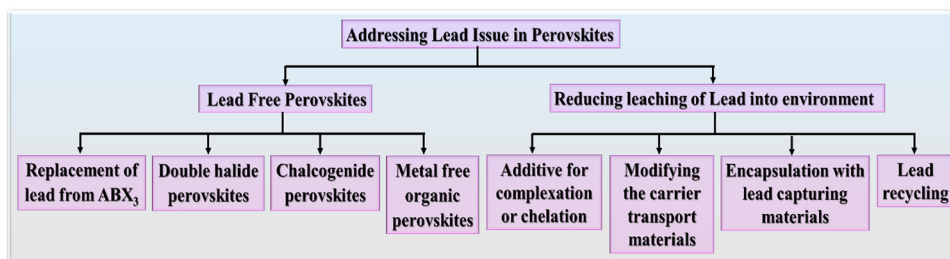 Addressing Lead Issue in Perovskites
Lead Free Perovskites
Reducing leaching of Lead into environment
Replacement of
lead from ABX₃
Double halide
perovskites
Chalcogenide
perovskites
Metal free
organic
perovskites
Additive for
complexation
or chelation
Modifying
the carrier
transport
materials
Encapsulation with
lead capturing
materials
Lead
recycling